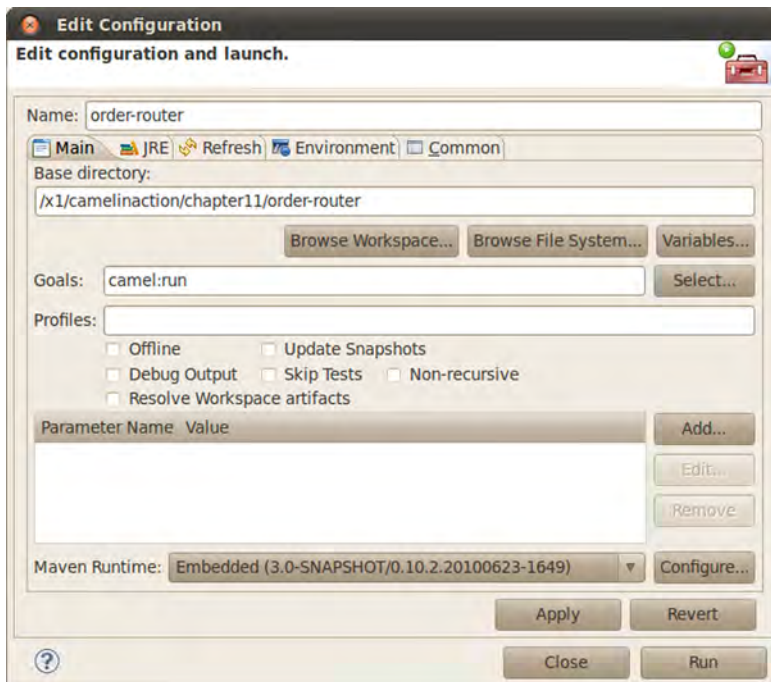 Edit Configuration
Edit configuration and launch.
Name: order-router
Main JRE Refresh Environment Common
Base directory:
/x1/camelinaction/chapter11/order-router
Browse Workspace... Browse File System... Variables...
Goals: camel:run Select...
Profiles:
Offline Update Snapshots
Debug Output Skip Tests Non-recursive
Resolve Workspace artifacts
Parameter Name Value Add...
Edit...
Remove
Maven Runtime: Embedded (3.0-SNAPSHOT/0.10.2.20100623-1649) Configure...
Apply Revert
? Close Run